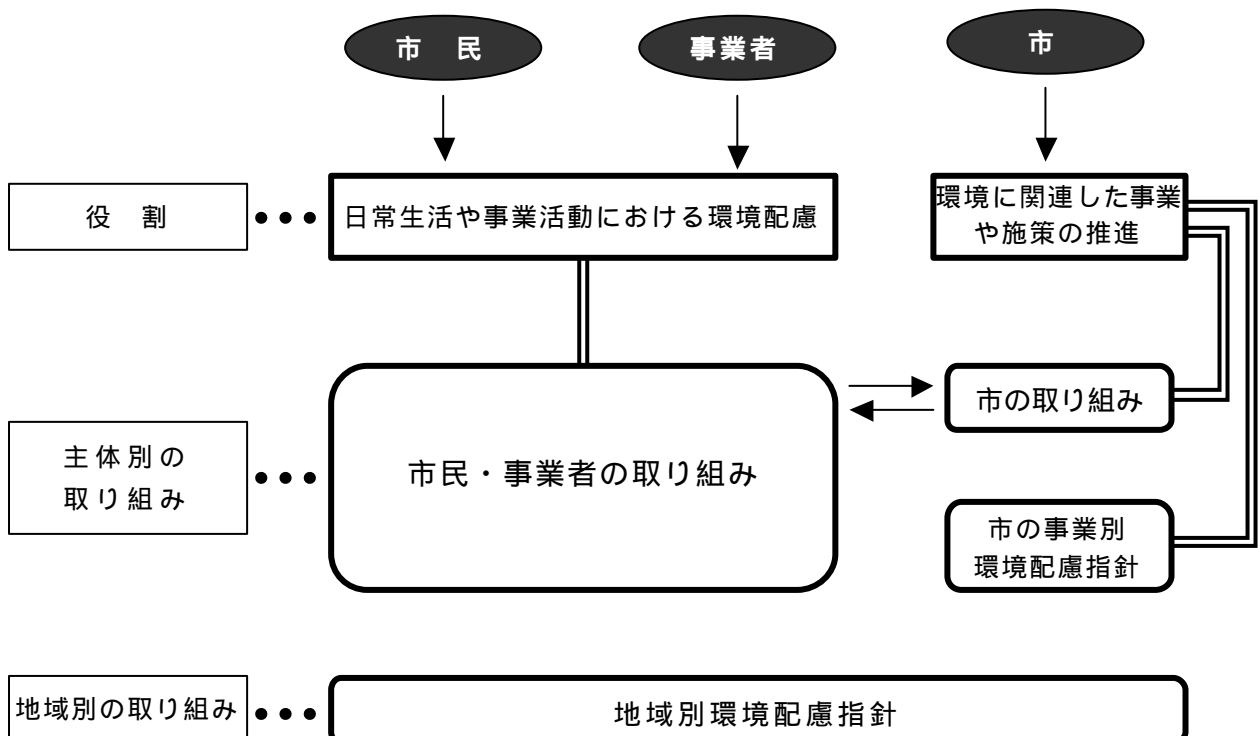 市 民
事業者
市
役 割
日常生活や事業活動における環境配慮
環境に関連した事業
や施策の推進
主体別の
取り組み
市民・事業者の取り組み
市の取り組み
市の事業別
環境配慮指針
地域別の取り組み
地域別環境配慮指針